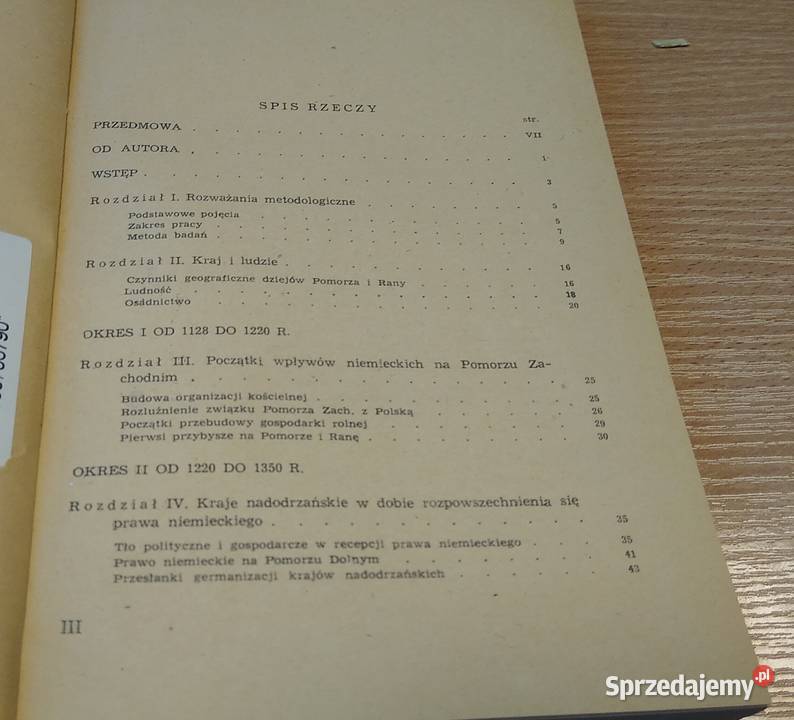 SPIS RZECZY
str.
PRZEDMOWA . . . . . . . . . . . . . . . VII
OD AUTORA . . . . . . . . . . . . . . . 1
WSTĘP . . . . . . . . . . . . . . . . 3
Rozdział I. Rozważania metodologiczne . . . . . . . 5
Podstawowe pojęcia . . . . . . . . . . . . 5
Zakres pracy . . . . . . . . . . . . . . 7
Metoda badań . . . . . . . . . . . . . . 9
Rozdział II. Kraj i ludzie . . . . . . . . . . 16
Czynniki geograficzne dziejów Pomorza i Rany . . . . . 16
Ludność . . . . . . . . . . . . . . . 18
Osadnictwo . . . . . . . . . . . . . . 20
OKRES I OD 1128 DO 1220 R.
Rozdział III. Początki wpływów niemieckich na Pomorzu Za-
chodnim . . . . . . . . . . . . . . . 25
Budowa organizacji kościelnej . . . . . . . . . 25
Rozluźnienie związku Pomorza Zach. z Polską . . . . . 26
Początki przebudowy gospodarki rolnej . . . . . . . 29
Pierwsi przybysze na Pomorze i Ranę . . . . . . . 30
OKRES II OD 1220 DO 1350 R.
Rozdział IV. Kraje nadodrzańskie w dobie rozpowszechnienia się
prawa niemieckiego . . . . . . . . . . . . 35
Tło polityczne i gospodarcze w recepcji prawa niemieckiego . . 35
Prawo niemieckie na Pomorzu Dolnym . . . . . . . 41
Przesłanki germanizacji krajów nadodrzańskich . . . . . 43
III
Sprzedajemy.pl